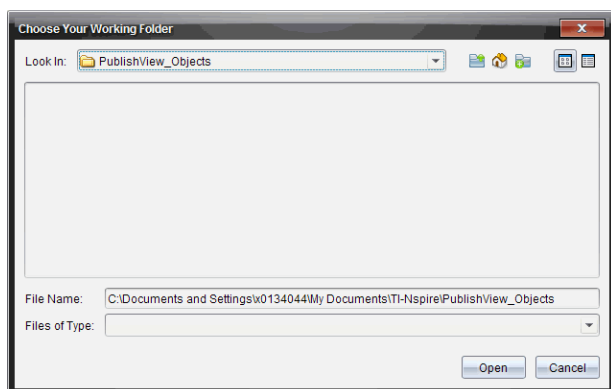 Choose Your Working Folder
Look In: PublishView_Objects
File Name: C:\Documents and Settings\x0134044\My Documents\TI-Nspire\PublishView_Objects
Files of Type:
Open Cancel